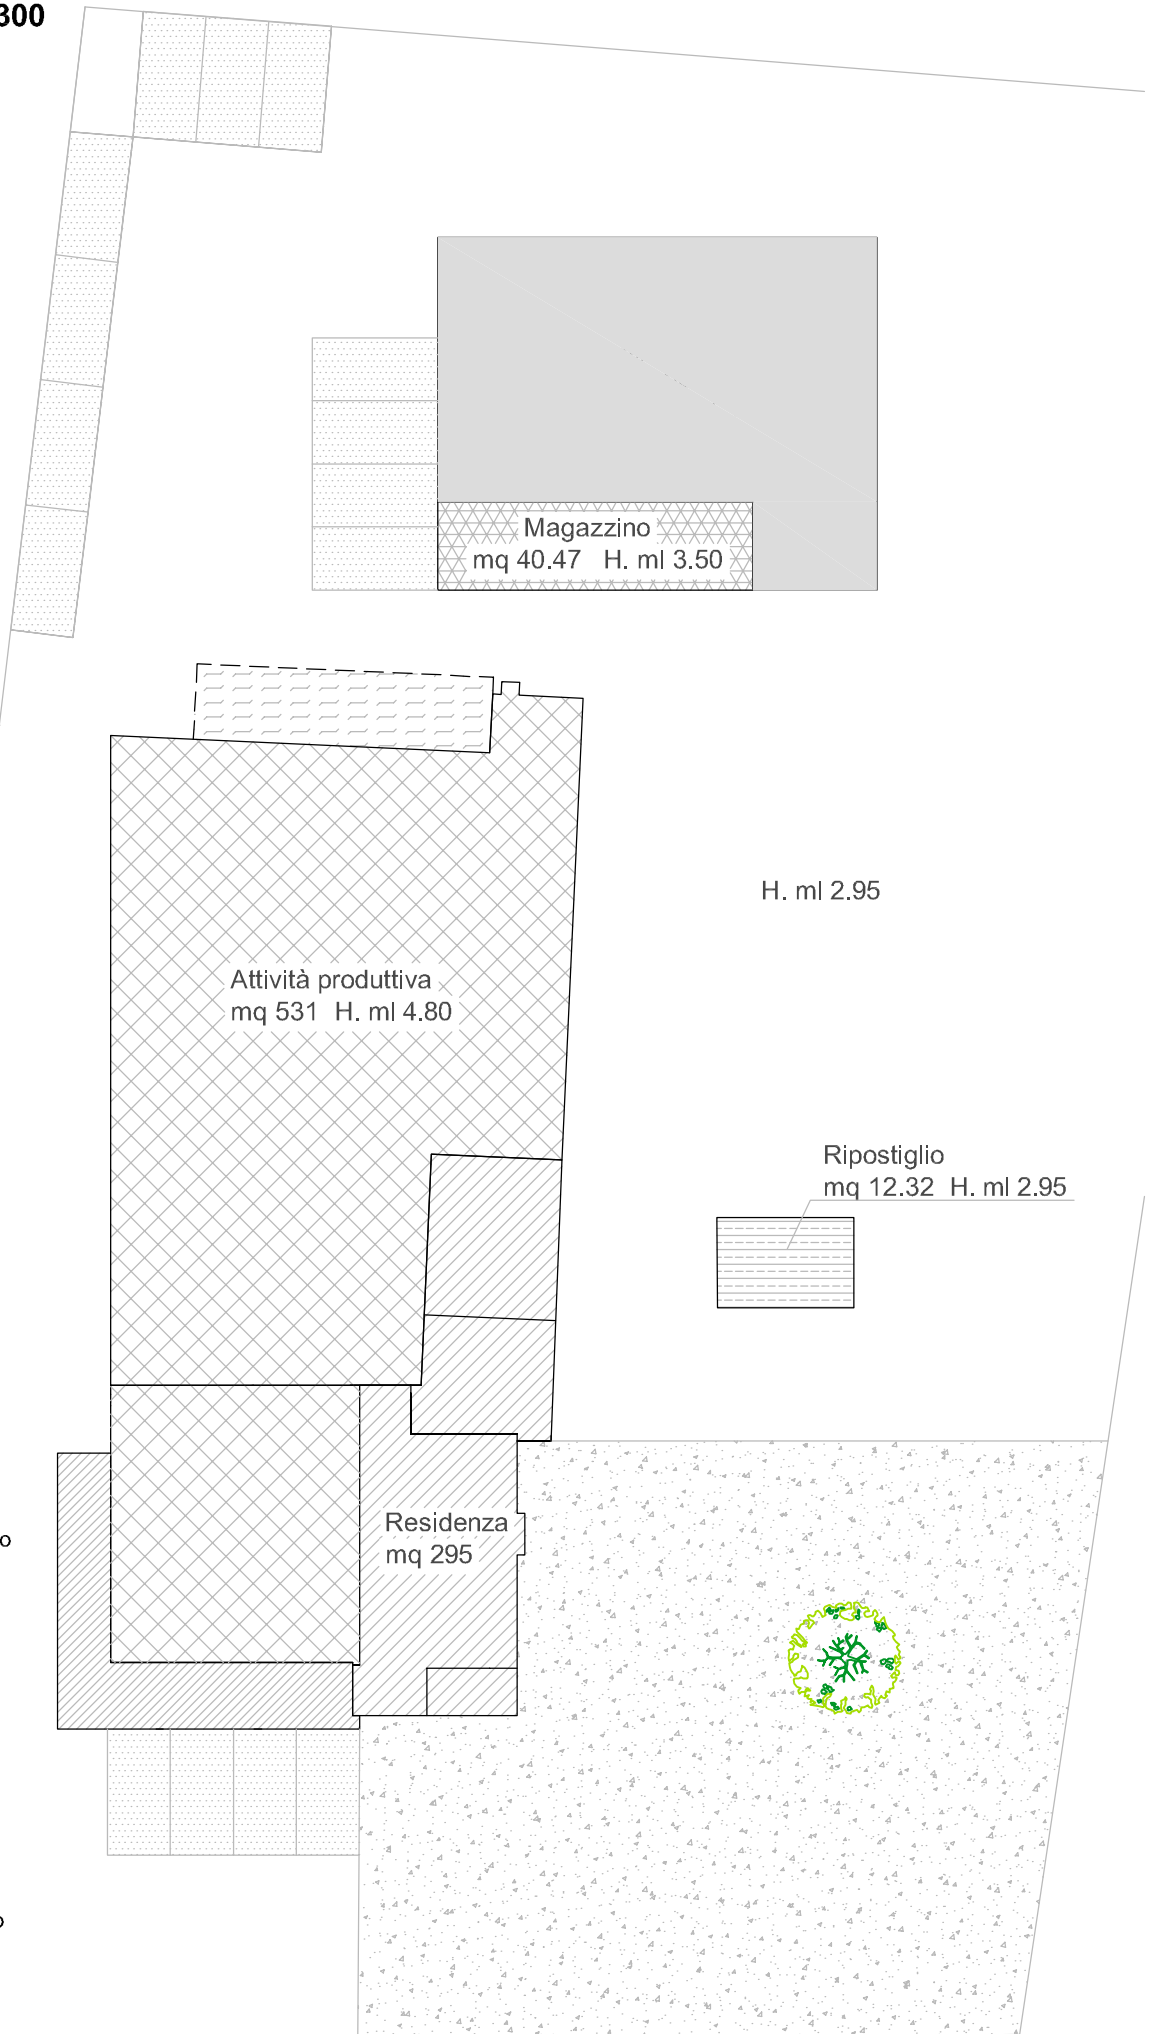 300
Magazzino
mq 40.47 H. ml 3.50
H. ml 2.95
Attività produttiva
mq 531 H. ml 4.80
Ripostiglio
mq 12.32 H. ml 2.95
Residenza
mq 295
o
o